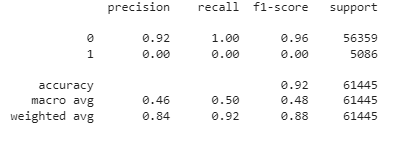 precision recall f1-score support
0 0.92 1.00 0.96 56359
1 0.00 0.00 0.00 5086
accuracy 0.92 61445
macro avg 0.46 0.50 0.48 61445
weighted avg 0.84 0.92 0.88 61445